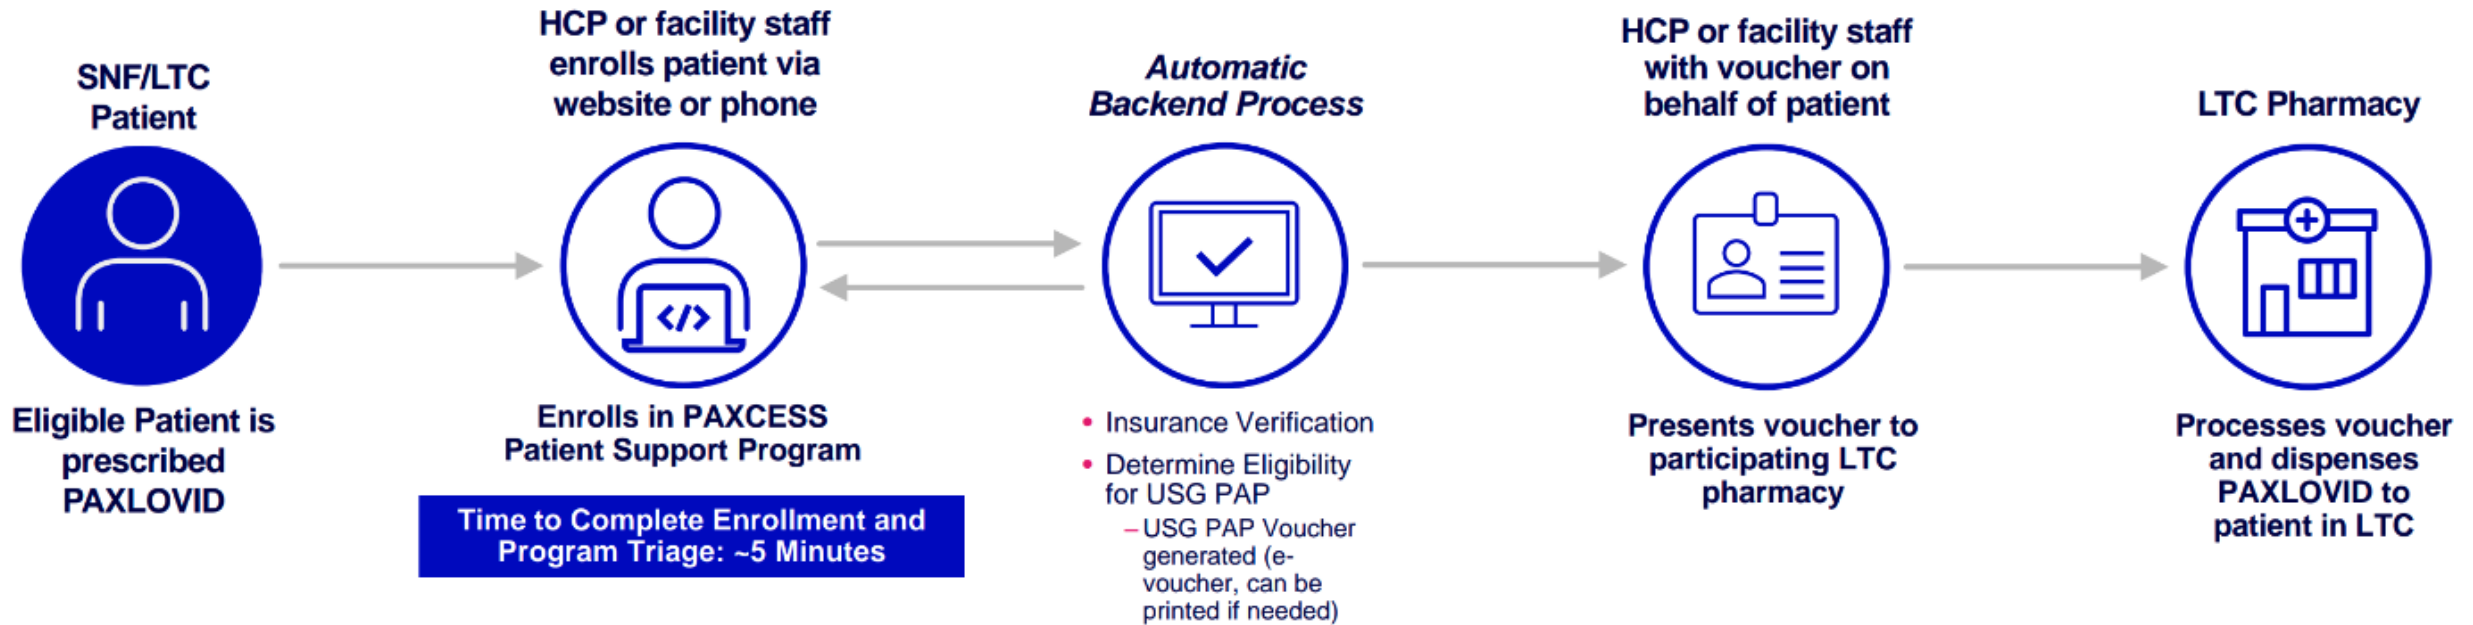 SNF/LTC
Patient
Eligible Patient is
prescribed
PAXLOVID
HCP or facility staff
enrolls patient via
website or phone
</>
Enrolls in PAXCESS
Patient Support Program
Time to Complete Enrollment and
Program Triage: ~5 Minutes
Automatic
Backend Process
• Insurance Verification
• Determine Eligibility
for USG PAP
– USG PAP Voucher
generated (e-
voucher, can be
printed if needed)
HCP or facility staff
with voucher on
behalf of patient
Presents voucher to
participating LTC
pharmacy
LTC Pharmacy
Processes voucher
and dispenses
PAXLOVID to
patient in LTC